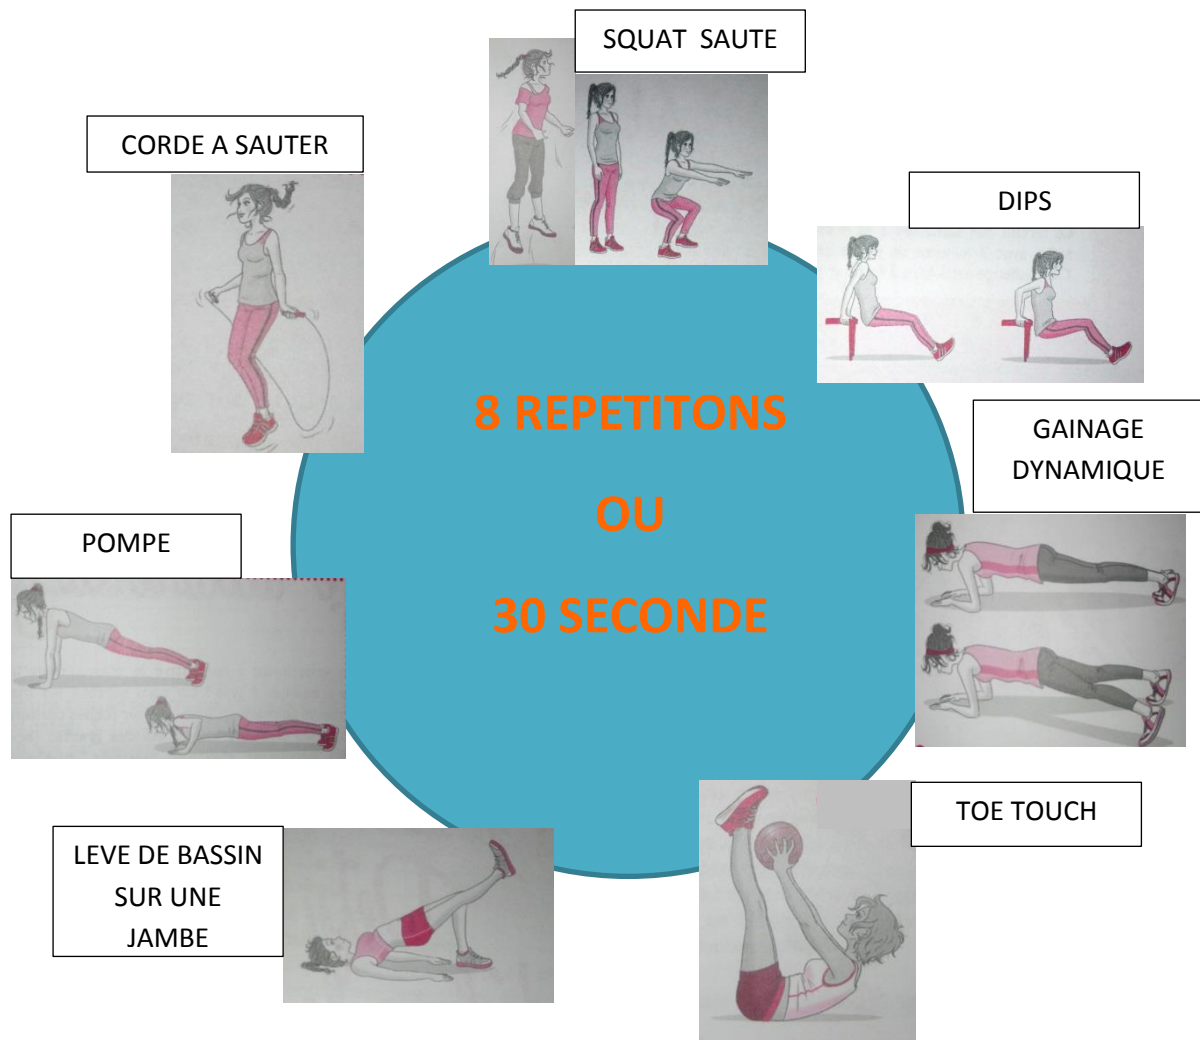 SQUAT  SAUTE
CORDE A SAUTER
DIPS
8 REPETITONS
OU
30 SECONDE
GAINAGE
DYNAMIQUE
POMPE
TOE TOUCH
LEVE DE BASSIN
SUR UNE
JAMBE